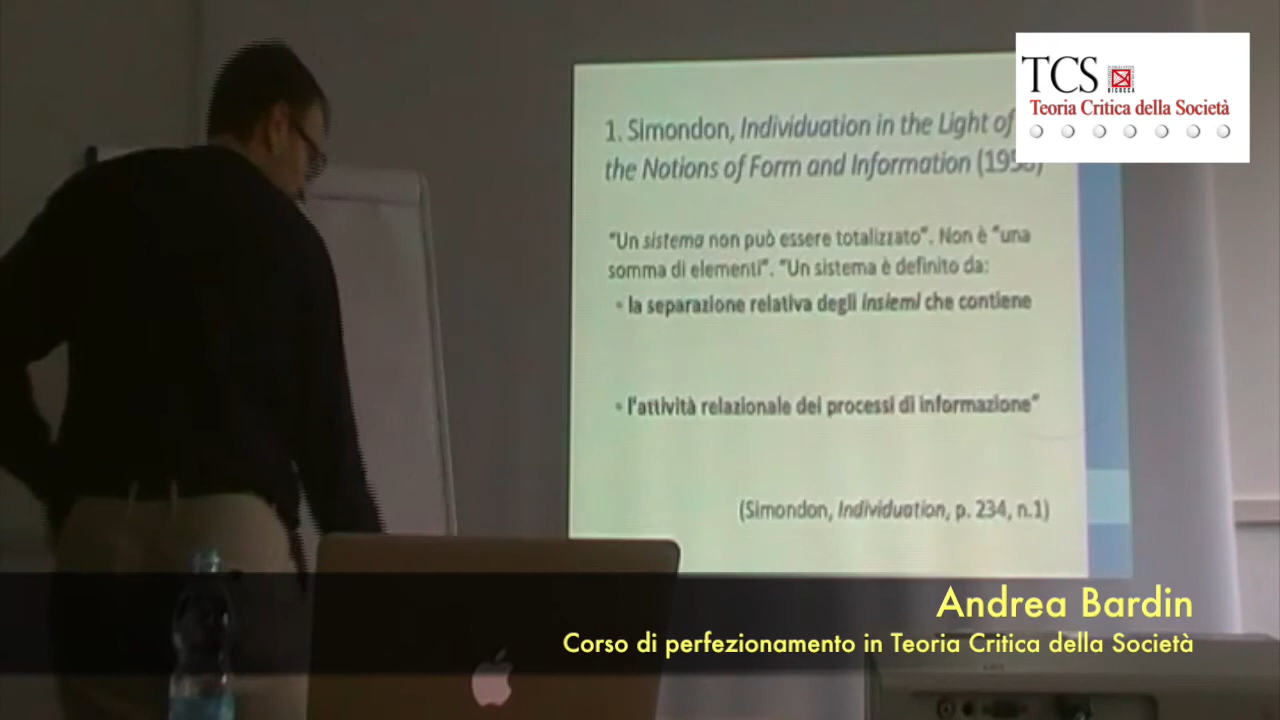 TCS
BICOCCA
Teoria Critica della Società
1. Simondon, Individuation in the Light of
the Notions of Form and Information
"Un sistema non può essere totalizzato". Non è "una
somma di elementi". "Un sistema è definito da:
• la separazione relativa degli insiemi che contiene
• l'attività relazionale dei processi di informazione"
(Simondon, Individuation, p. 234, n.1)
Andrea Bardin
Corso di perfezionamento in Teoria Critica della Società